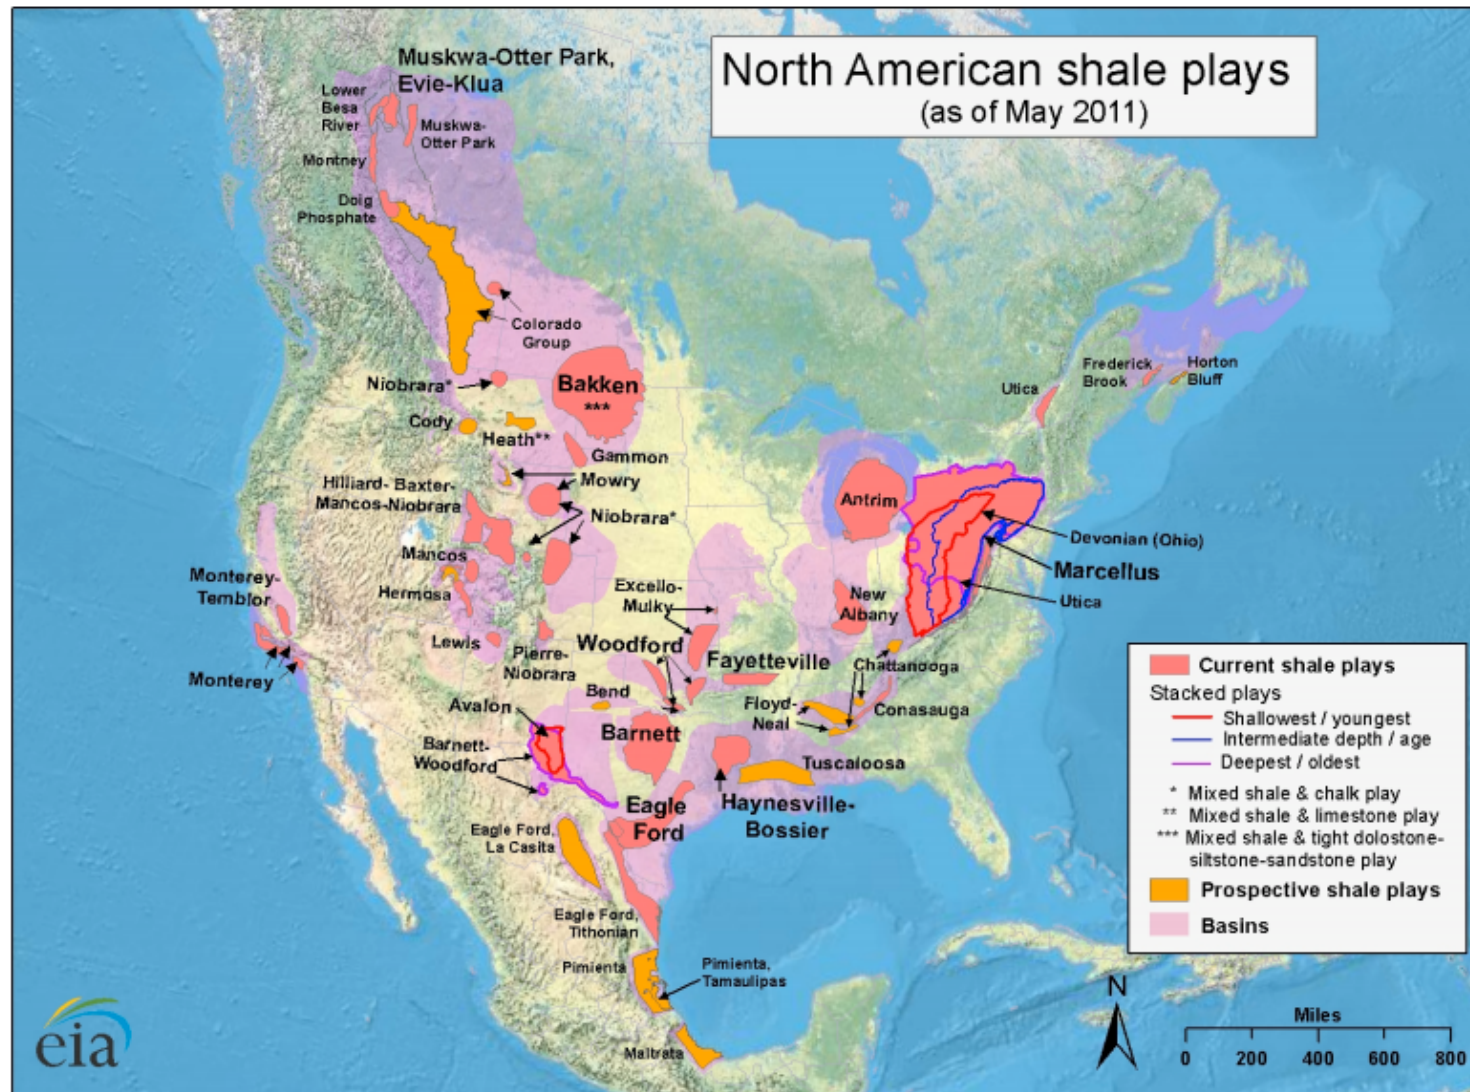 North American shale plays
(as of May 2011)
Muskwa-Otter Park,
Evie-Klua
Lower
Besa
River
Muskwa-
Otter Park
Montney
Doig
Phosphate
Colorado
Group
Niobrara*
Bakken
***
Cody
Heath**
Gammon
Mowry
Hilliard- Baxter-
Mancos-Niobrara
Niobrara*
Mancos
Hermosa
Monterey-
Temblor
Lewis
Pierre-
Niobrara
Monterey
Excello-
Mulky
Woodford
Fayetteville
Bend
Avalon
Barnett-
Woodford
Barnett
Eagle
Ford
Haynesville-
Bossier
Tuscaloosa
Floyd-
Neal
Conasauga
Chattanooga
New
Albany
Antrim
Devonian (Ohio)
Marcellus
Utica
Utica
Frederick
Brook
Horton
Bluff
Eagle Ford,
La Casita
Eagle Ford,
Tithonian
Pimienta
Pimienta,
Tamaulipas
Maltrata
Current shale plays
Stacked plays
Shallowest / youngest
Intermediate depth / age
Deepest / oldest
* Mixed shale & chalk play
** Mixed shale & limestone play
*** Mixed shale & tight dolostone-
siltstone-sandstone play
Prospective shale plays
Basins
N
Miles
0 200 400 600 800
eia